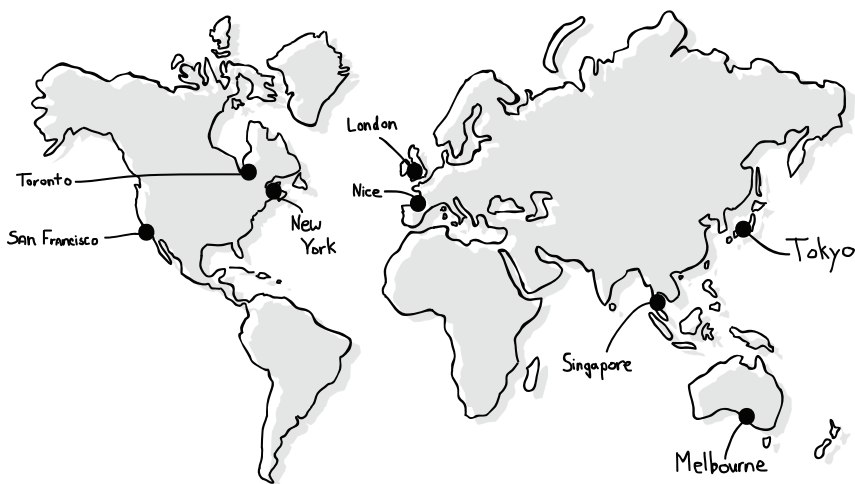 London
Toronto
Nice
New
York
San Francisco
Tokyo
Singapore
Melbourne